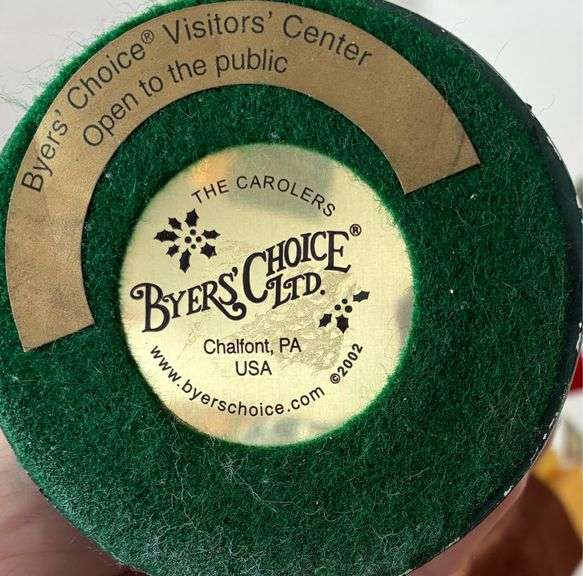 Byers' Choice® Visitors' Center
Open to the public
THE CAROLERS
BYERS' CHOICE®
LTD.
Chalfont, PA
USA
www.byerschoice.com ©2002